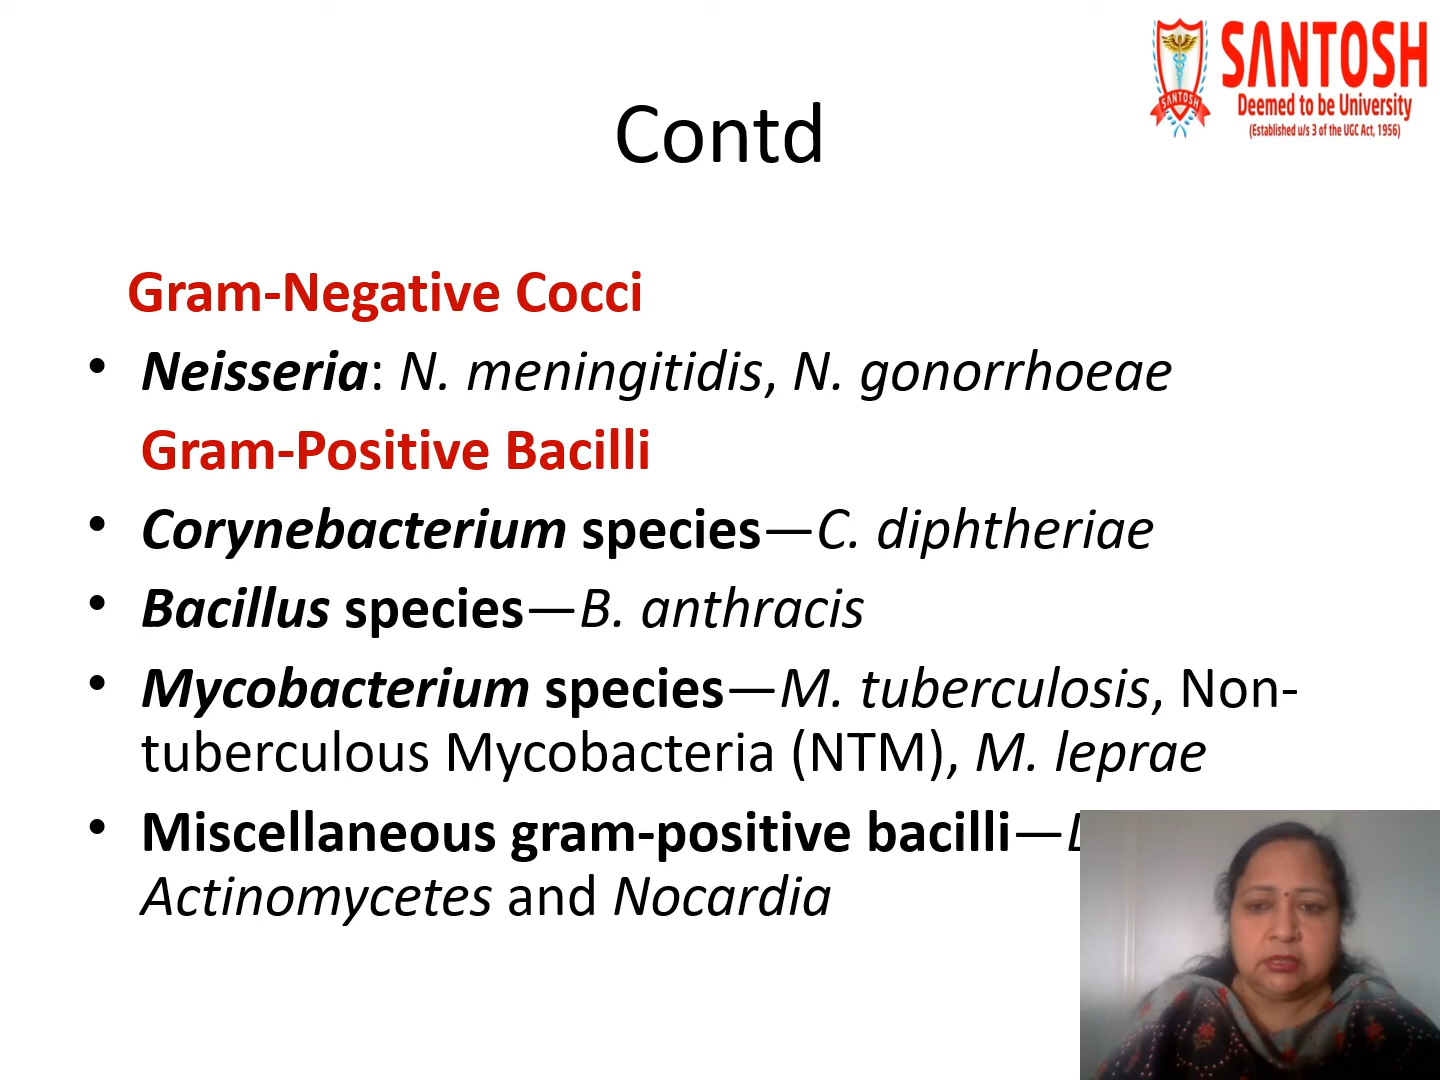 SANTOSH
Deemed to be University
(Established u/s 3 of the UGC Act, 1956)
SANTOSH
Contd
Gram-Negative Cocci
• Neisseria: N. meningitidis, N. gonorrhoeae
Gram-Positive Bacilli
• Corynebacterium species—C. diphtheriae
• Bacillus species—B. anthracis
• Mycobacterium species—M. tuberculosis, Non-
tuberculous Mycobacteria (NTM), M. leprae
• Miscellaneous gram-positive bacilli—
Actinomycetes and Nocardia